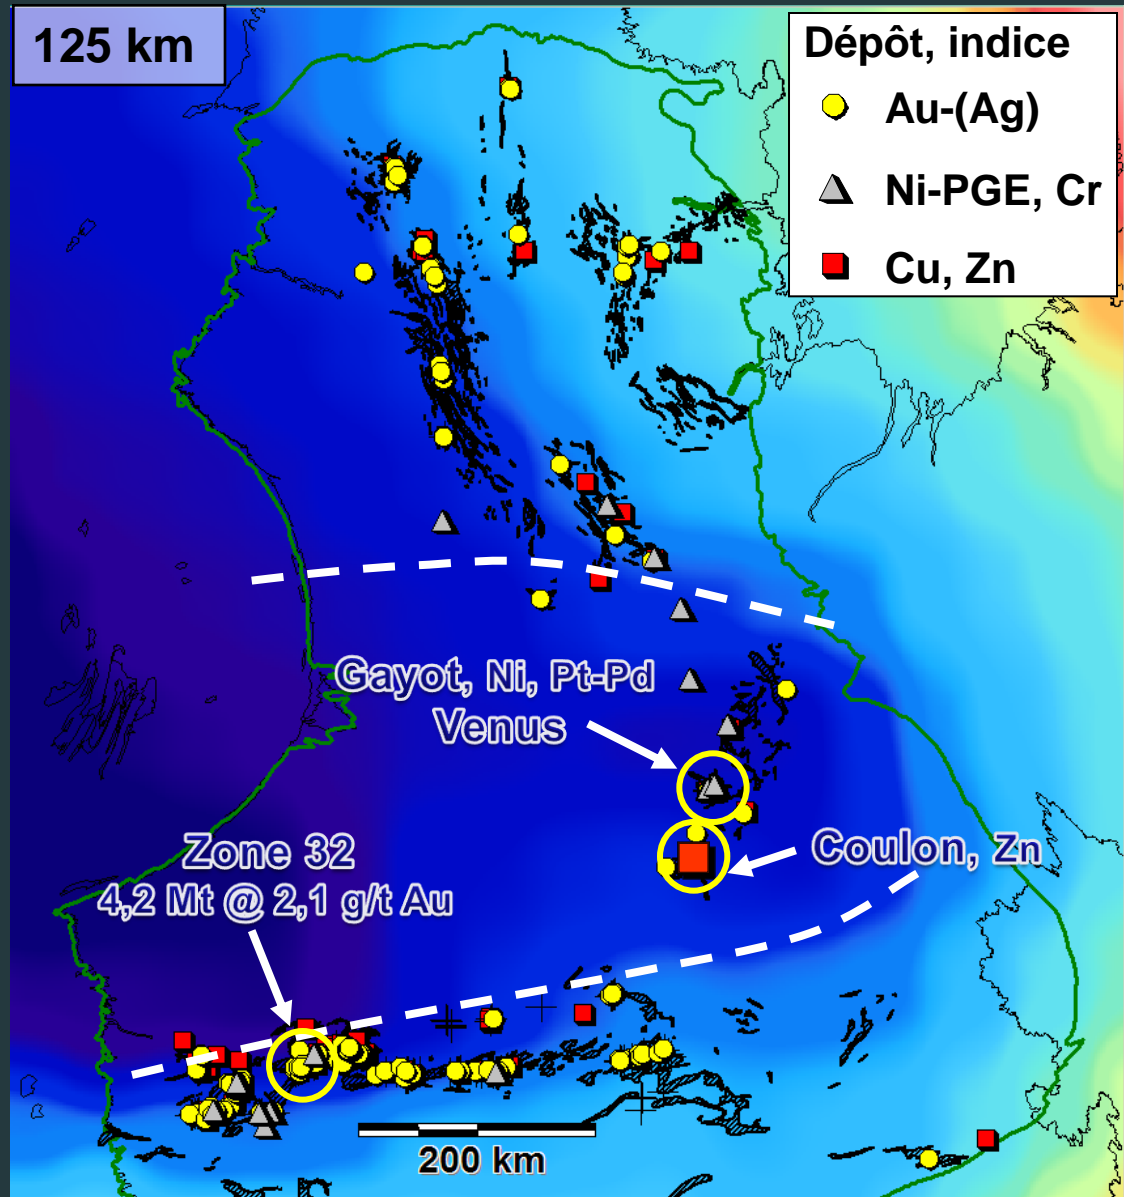 125 km
Dépôt, indice
Au-(Ag)
Ni-PGE, Cr
Cu, Zn
Gayot, Ni, Pt-Pd
Venus
Zone 32
4,2 Mt @ 2,1 g/t Au
Coulon, Zn
200 km